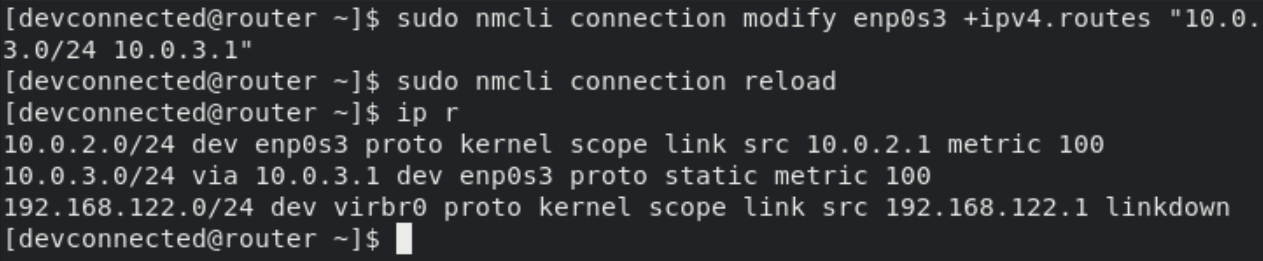 [devconnected@router ~]$ sudo nmcli connection modify enp0s3 +ipv4.routes "10.0.
3.0/24 10.0.3.1"
[devconnected@router ~]$ sudo nmcli connection reload
[devconnected@router ~]$ ip r
10.0.2.0/24 dev enp0s3 proto kernel scope link src 10.0.2.1 metric 100
10.0.3.0/24 via 10.0.3.1 dev enp0s3 proto static metric 100
192.168.122.0/24 dev virbr0 proto kernel scope link src 192.168.122.1 linkdown
[devconnected@router ~]$